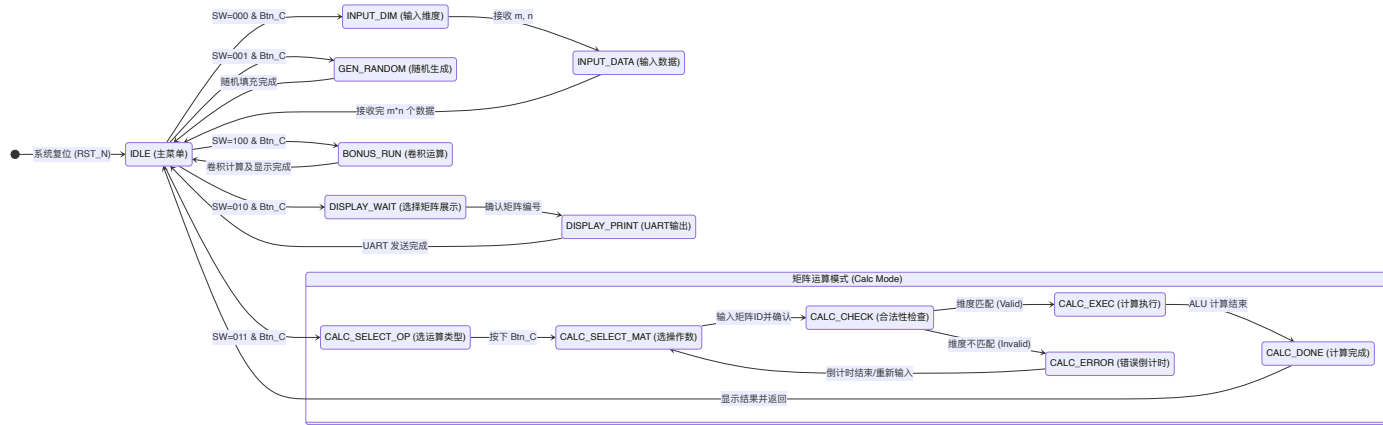 SW=000 & Btn_C
INPUT_DIM (输入维度)
接收 m, n
SW=001 & Btn_C
GEN_RANDOM (随机生成)
INPUT_DATA (输入数据)
随机填充完成
接收完 m*n 个数据
系统复位 (RST_N)
IDLE (主菜单)
SW=100 & Btn_C
BONUS_RUN (卷积运算)
卷积计算及显示完成
SW=010 & Btn_C
DISPLAY_WAIT (选择矩阵展示)
确认矩阵编号
DISPLAY_PRINT (UART输出)
UART 发送完成
矩阵运算模式 (Calc Mode)
SW=011 & Btn_C
CALC_SELECT_OP (选运算类型)
按下 Btn_C
CALC_SELECT_MAT (选操作数)
输入矩阵ID并确认
CALC_CHECK (合法性检查)
维度匹配 (Valid)
CALC_EXEC (计算执行)
ALU 计算结束
维度不匹配 (Invalid)
CALC_ERROR (错误倒计时)
CALC_DONE (计算完成)
倒计时结束/重新输入
显示结果并返回